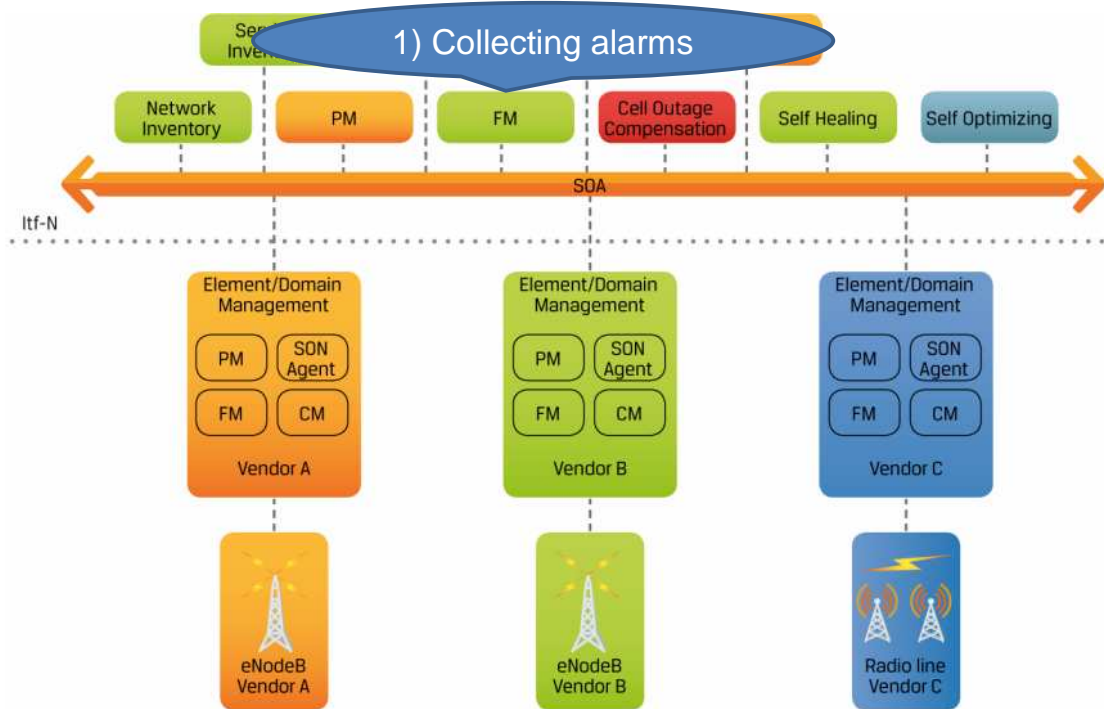 1) Collecting alarms
Network
Inventory
PM
FM
Cell Outage
Compensation
Self Healing
Self Optimizing
SOA
Itf-N
Element/Domain
Management
PM
SON
Agent
FM
CM
Vendor A
Element/Domain
Management
PM
SON
Agent
FM
CM
Vendor B
Element/Domain
Management
PM
SON
Agent
FM
CM
Vendor C
eNodeB
Vendor A
eNodeB
Vendor B
Radio line
Vendor C